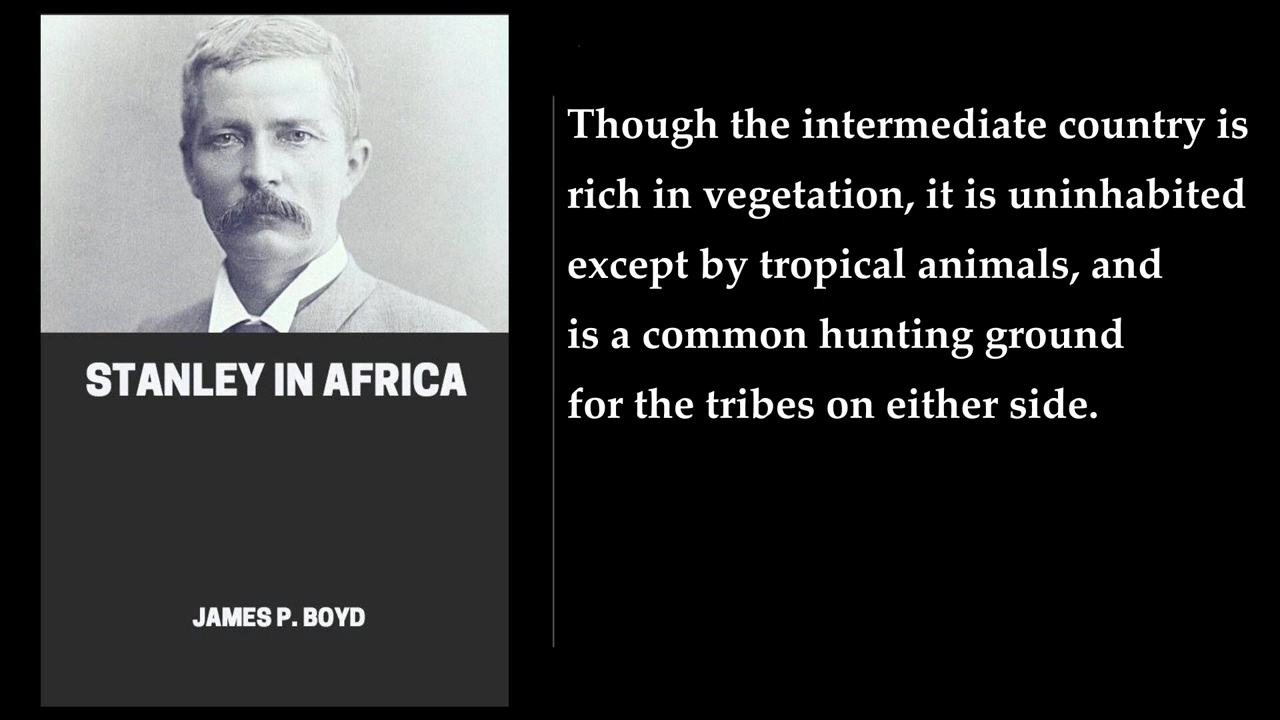 STANLEY IN AFRICA
JAMES P. BOYD
Though the intermediate country is
rich in vegetation, it is uninhabited
except by tropical animals, and
is a common hunting ground
for the tribes on either side.